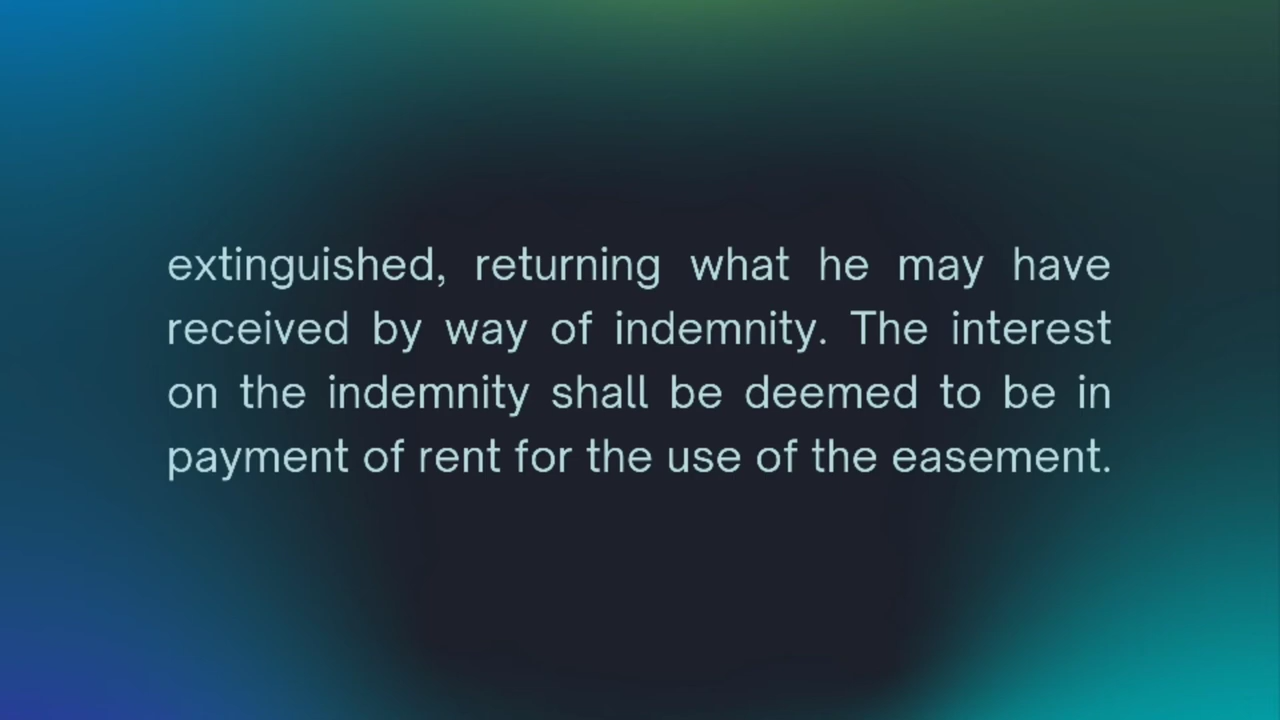 extinguished, returning what he may have
received by way of indemnity. The interest
on the indemnity shall be deemed to be in
payment of rent for the use of the easement.